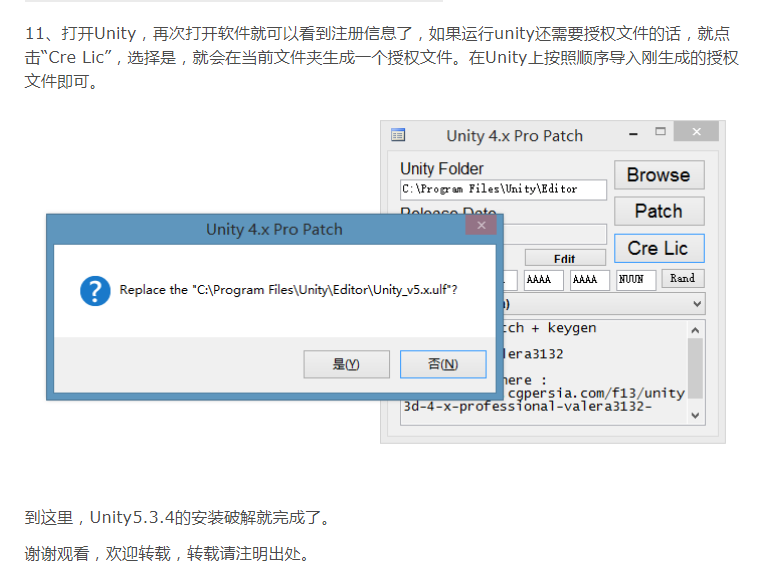 11、打开Unity，再次打开软件就可以看到注册信息了，如果运行unity还需要授权文件的话，就点
击“Cre Lic”，选择是，就会在当前文件夹生成一个授权文件。在Unity上按照顺序导入刚生成的授权
文件即可。
Unity 4.x Pro Patch
Unity Folder
Browse
C:\Program Files\Unity\Editor
Release Date
Patch
Unity 4.x Pro Patch
Cre Lic
Edit
AAAA
AAAA
NUUN
Rand
Replace the "C:\Program Files\Unity\Editor\Unity_v5.x.ulf"?
+ keygen
lera3132
是(Y)
否(N)
here :
cgpersia.com/f13/unity
3d-4-x-professional-valera3132-
到这里，Unity5.3.4的安装破解就完成了。
谢谢观看，欢迎转载，转载请注明出处。